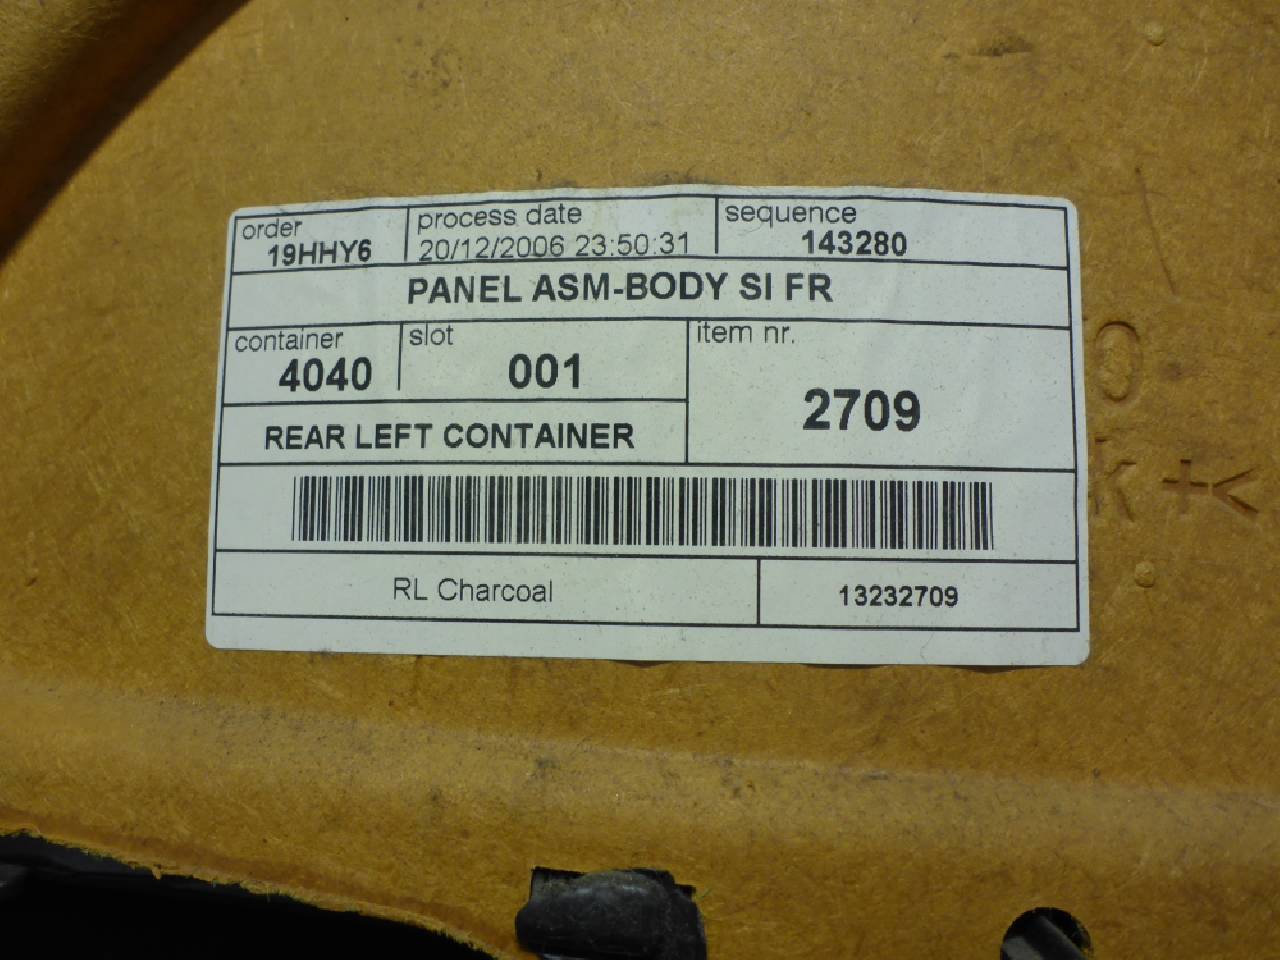 order process date sequence
19HHY6 20/12/2006 23:50:31 143280
PANEL ASM-BODY SI FR
container slot item nr.
4040 001 2709
REAR LEFT CONTAINER
RL Charcoal 13232709